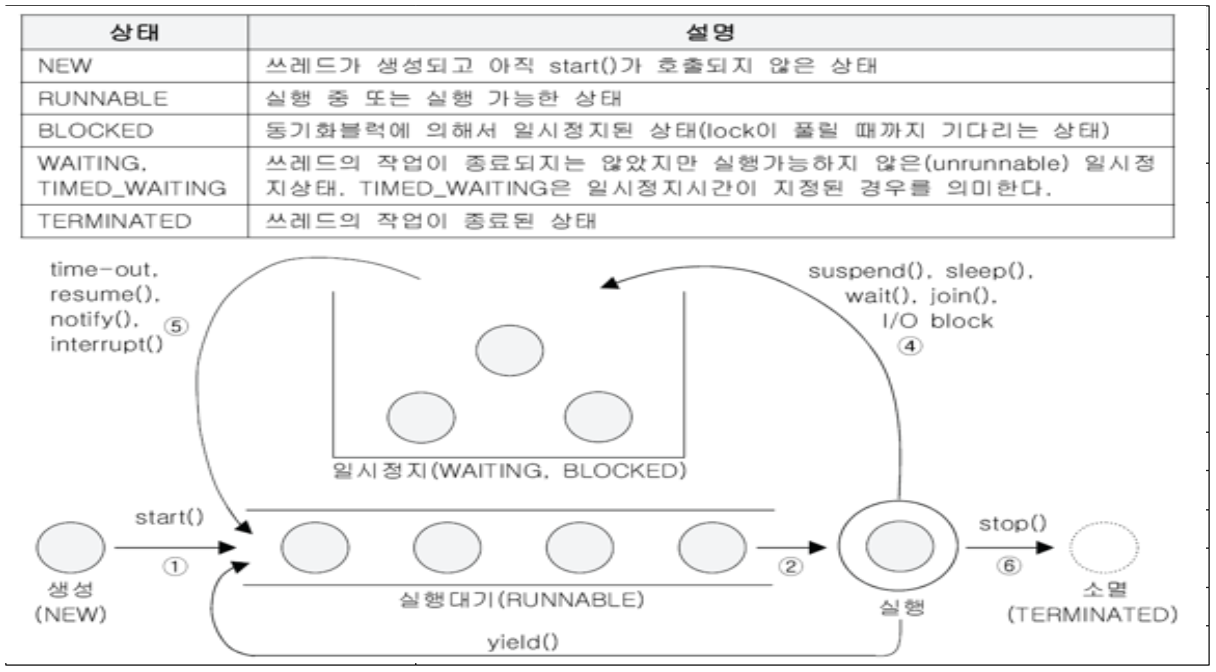 상태 설명
NEW 쓰레드가 생성되고 아직 start()가 호출되지 않은 상태
RUNNABLE 실행 중 또는 실행 가능한 상태
BLOCKED 동기화블럭에 의해서 일시정지된 상태(lock이 풀릴 때까지 기다리는 상태)
WAITING, 쓰레드의 작업이 종료되지는 않았지만 실행가능하지 않은(unrunnable) 일시정
TIMED_WAITING 지상태. TIMED_WAITING은 일시정지시간이 지정된 경우를 의미한다.
TERMINATED 쓰레드의 작업이 종료된 상태
time-out,
resume(),
notify(), ⑤
interrupt()
suspend(), sleep(),
wait(), join(),
I/O block
④
일시정지(WAITING, BLOCKED)
start()
①
생성
(NEW)
실행대기(RUNNABLE)
②
실행
stop()
⑥
소멸
(TERMINATED)
yield()